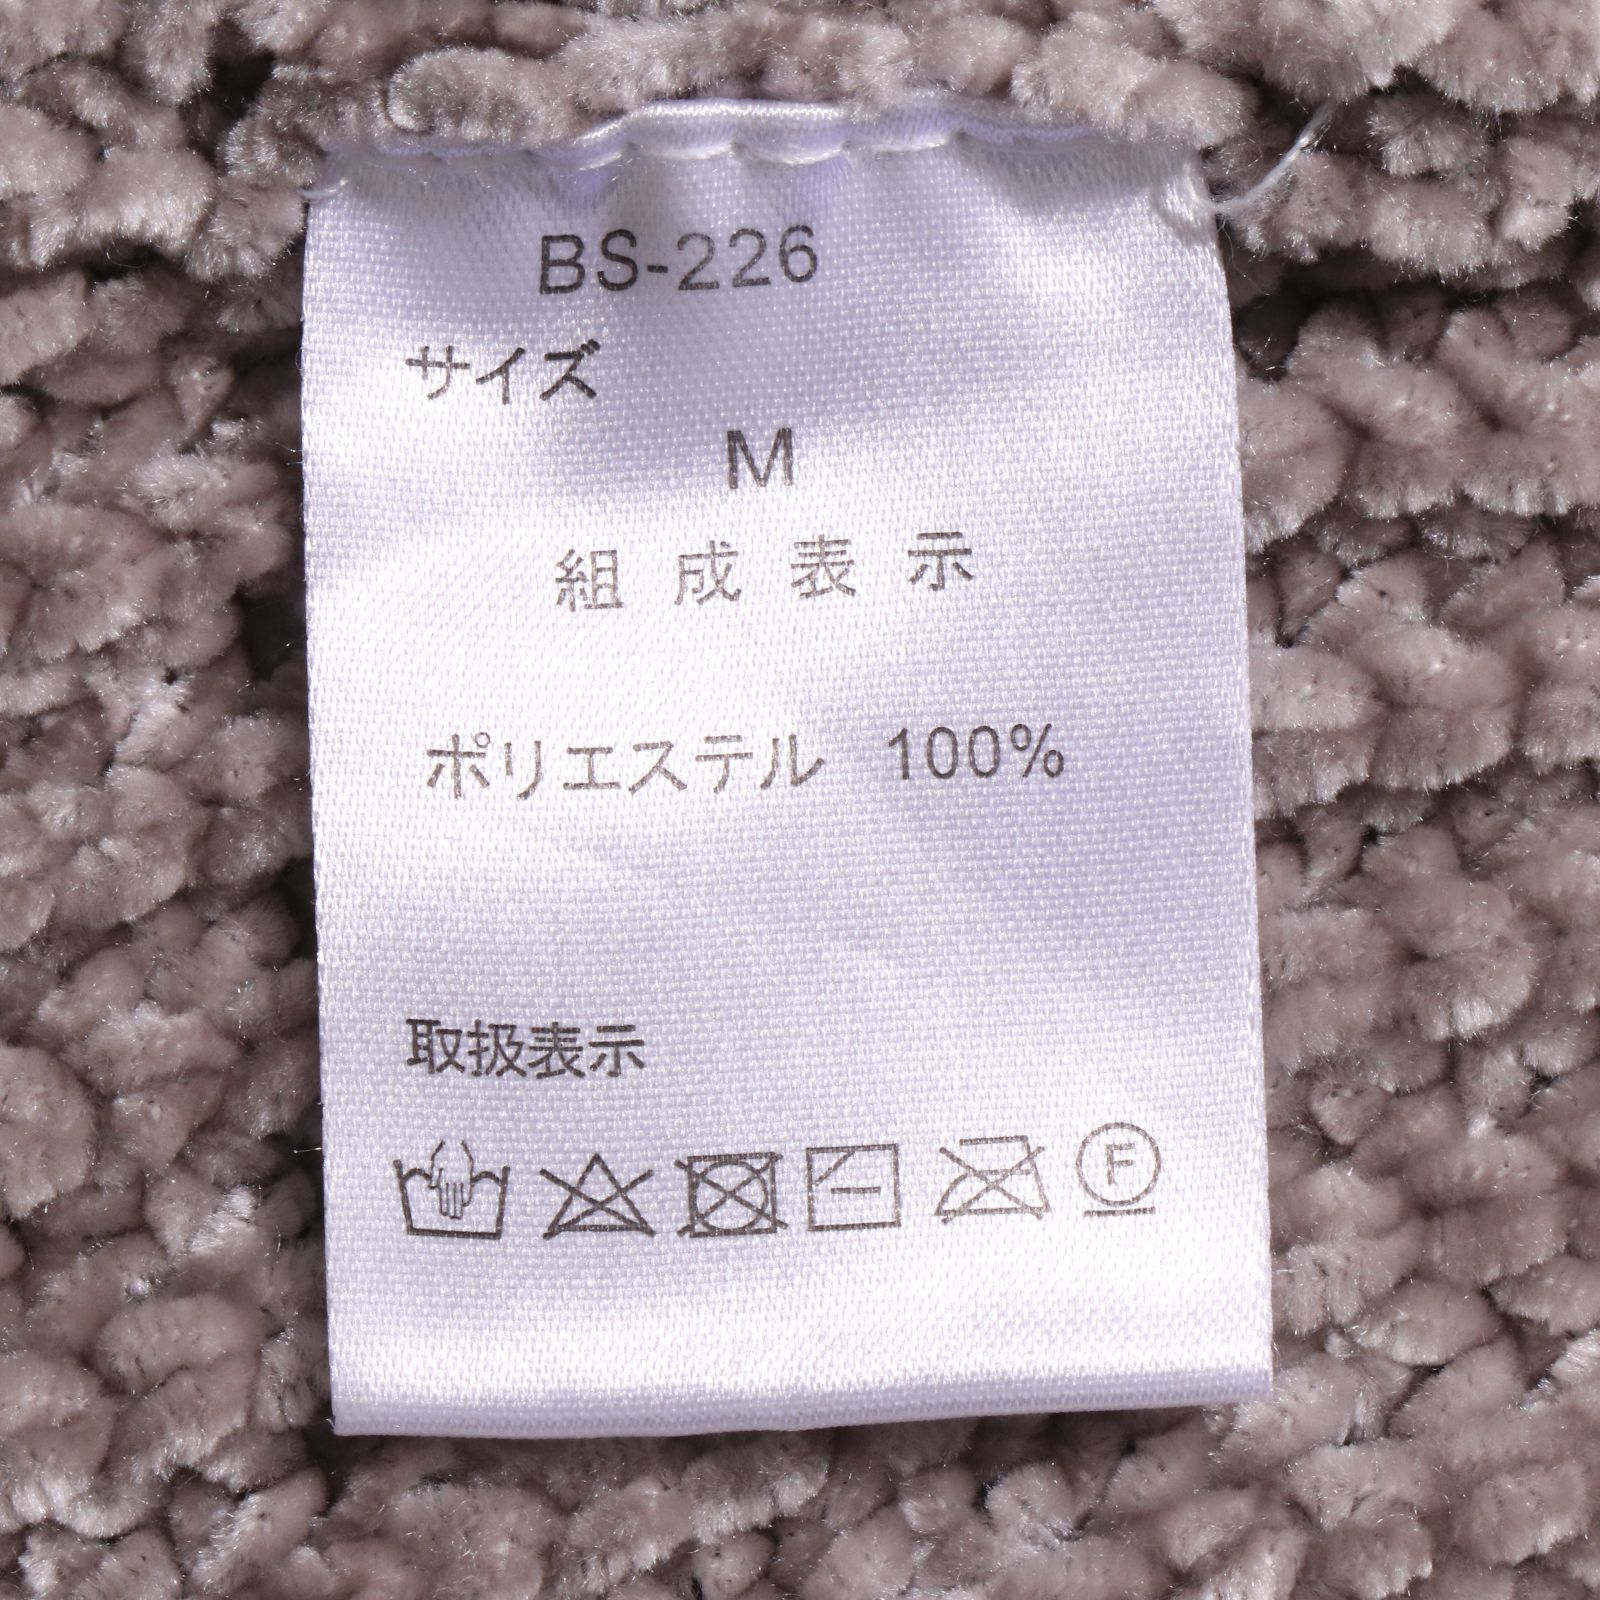 BS-226
サイズ
M
組成表示
ポリエステル 100%
取扱表示
F